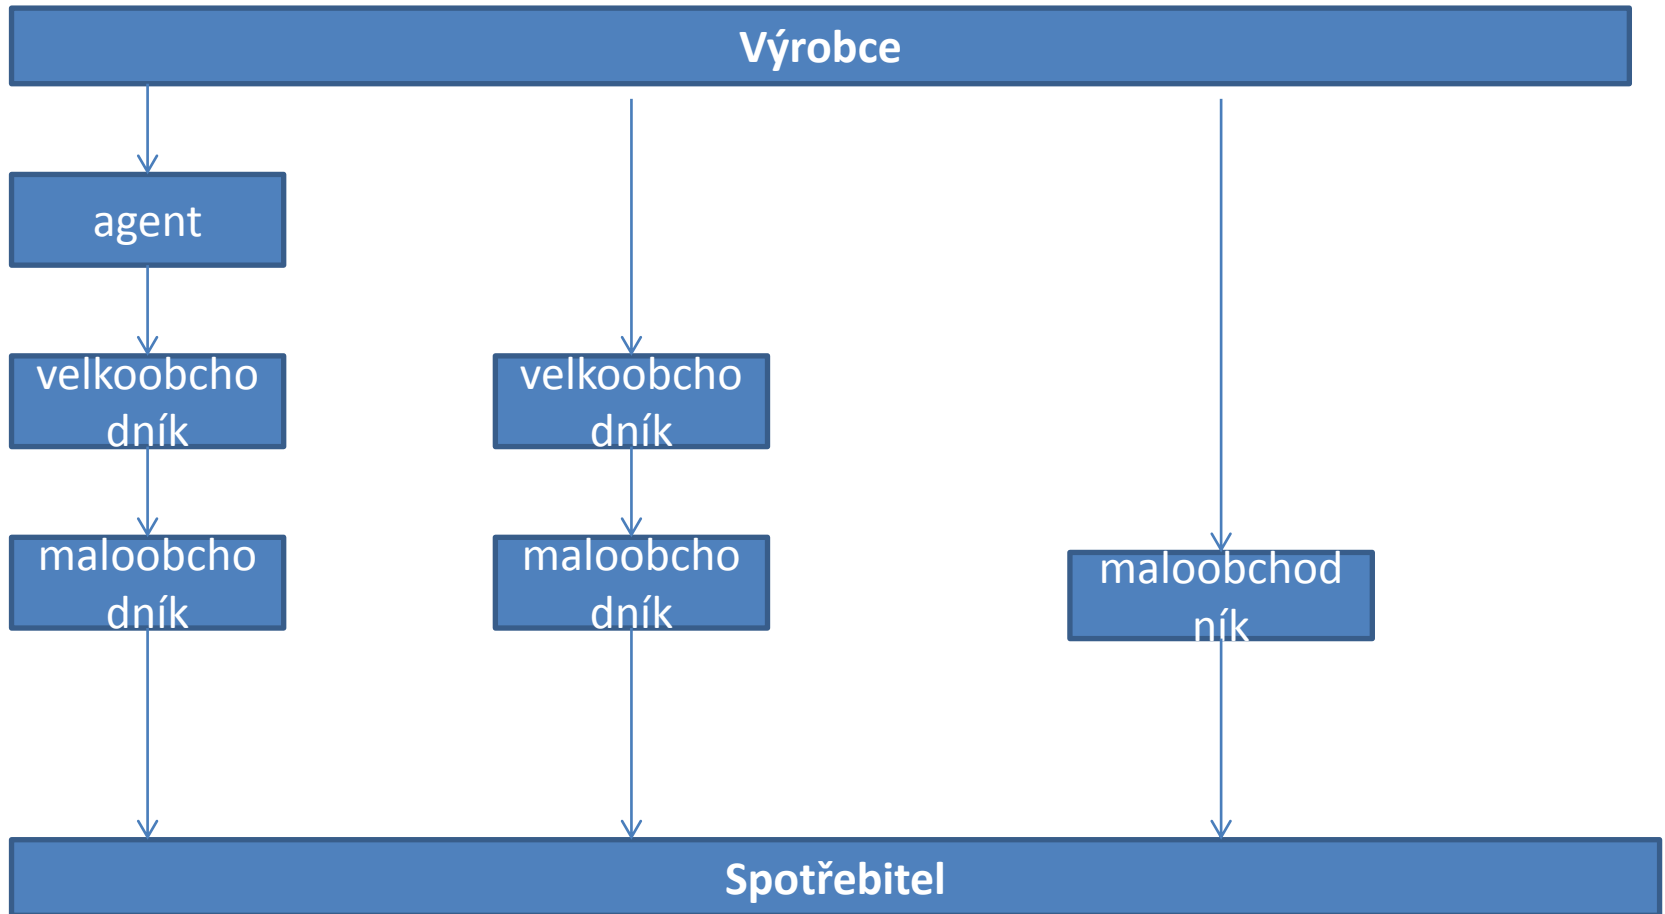 Výrobce
agent
velkoobcho
dník
velkoobcho
dník
maloobcho
dník
maloobcho
dník
maloobchod
ník
Spotřebitel